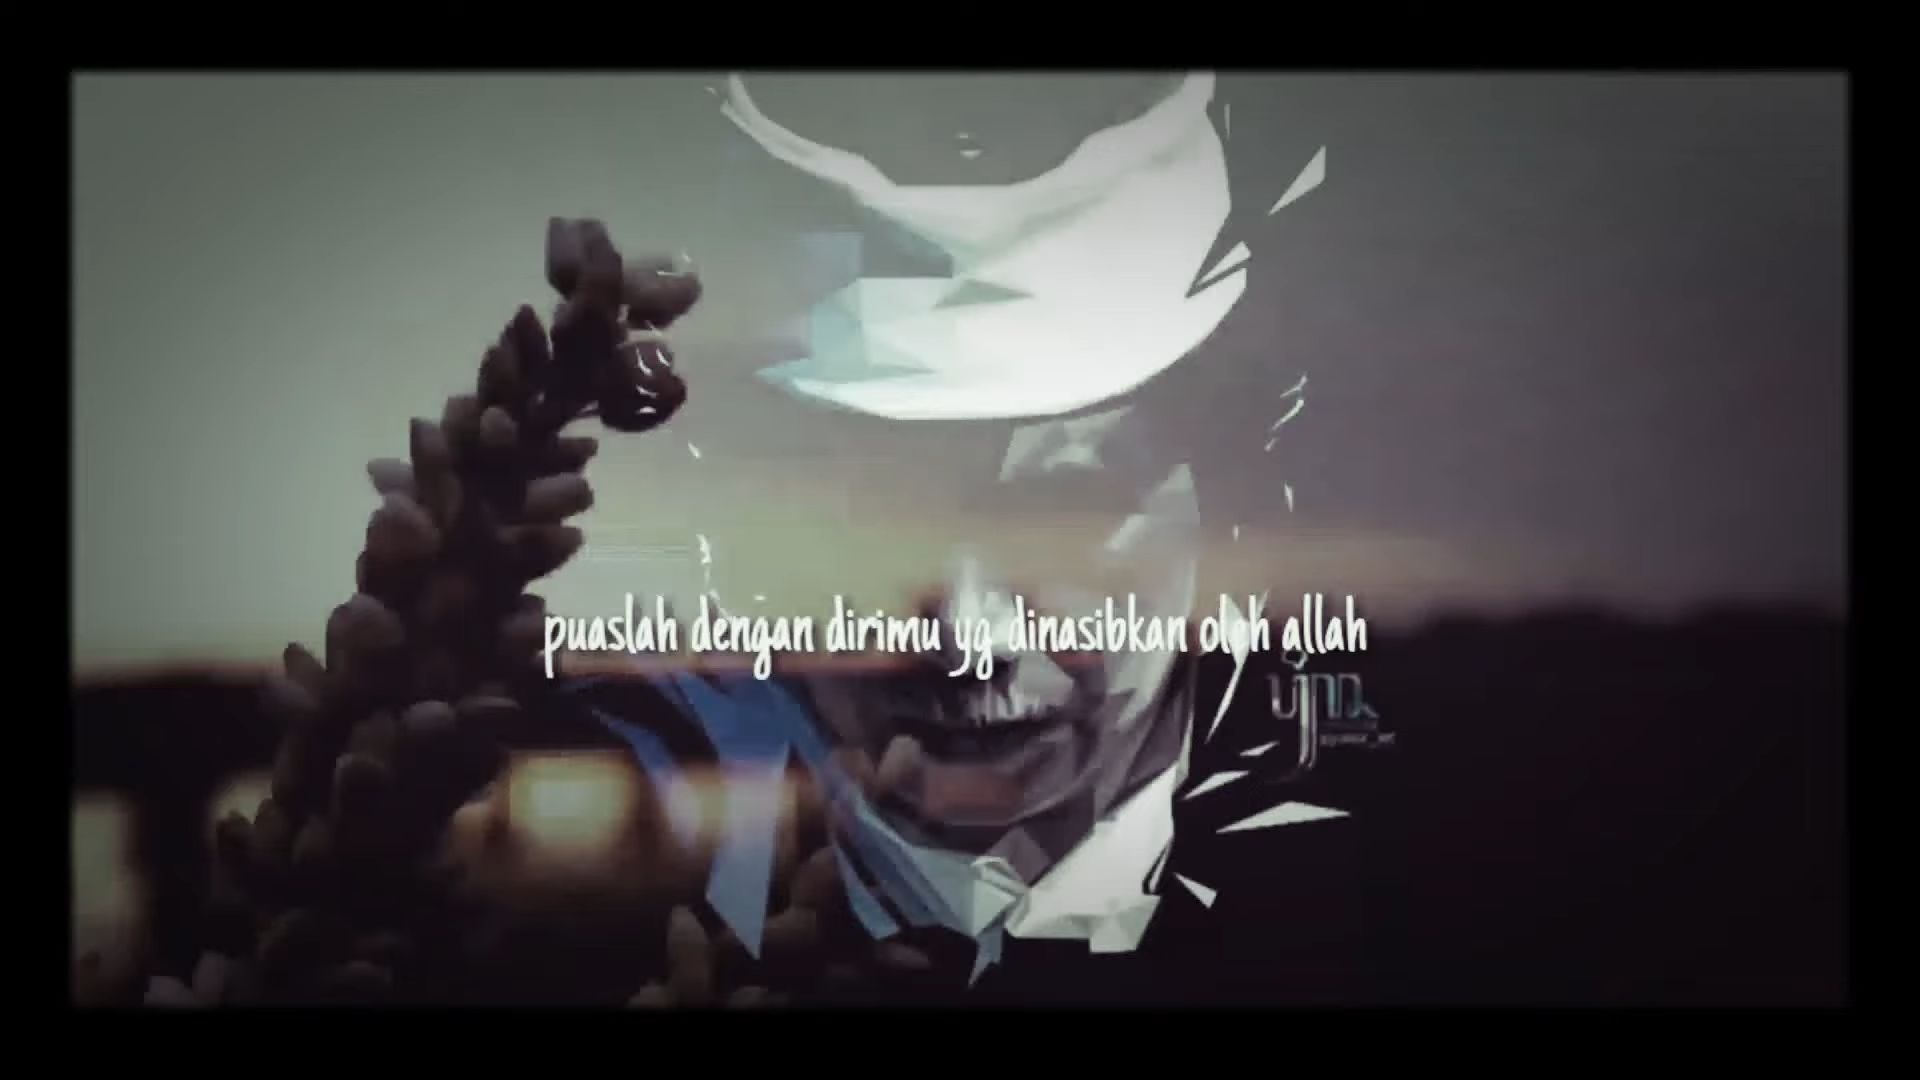 puaslah dengan dirimu yg dinasibkan oleh allah